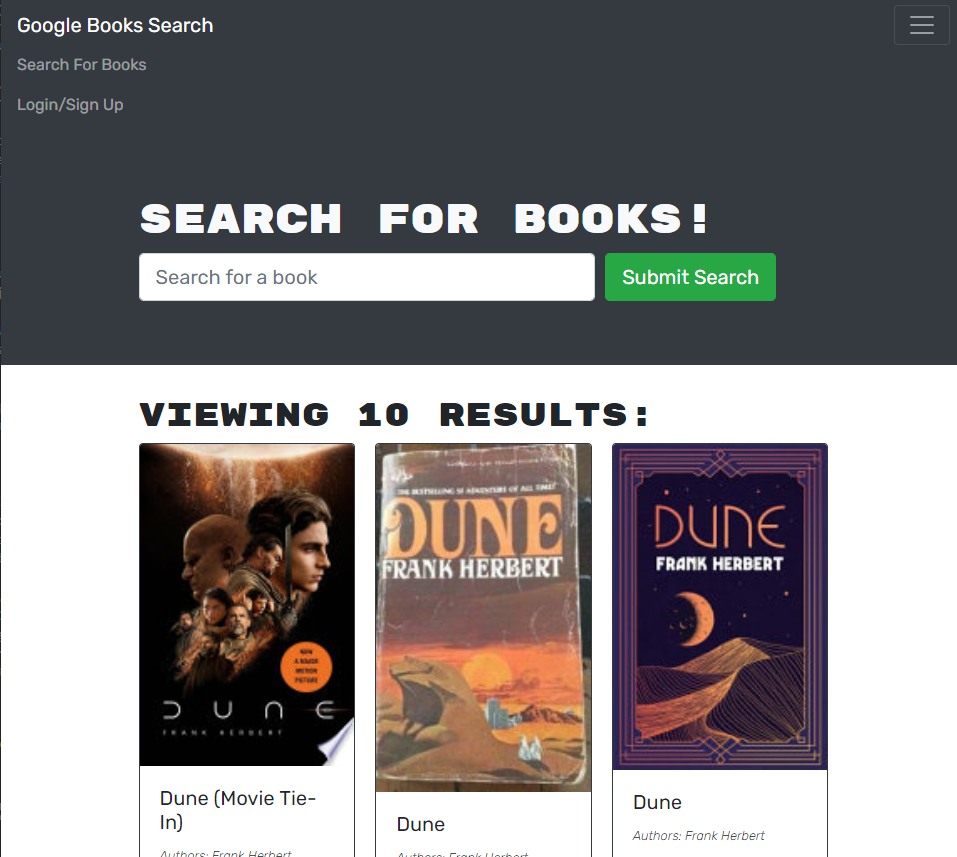 Google Books Search
Search For Books
Login/Sign Up
SEARCH FOR BOOKS!
Search for a book
Submit Search
VIEWING 10 RESULTS:
NOW
A MAJOR
MOTION
PICTURE
DUNE
FRANK HERBERT
Dune (Movie Tie-
In)
Authors: Frank Herbert
THE BESTSELLING SF ADVENTURE OF ALL TIME!
DUNE
FRANK HERBERT
Dune
Authors: Frank Herbert
DUNE
FRANK HERBERT
Dune
Authors: Frank Herbert